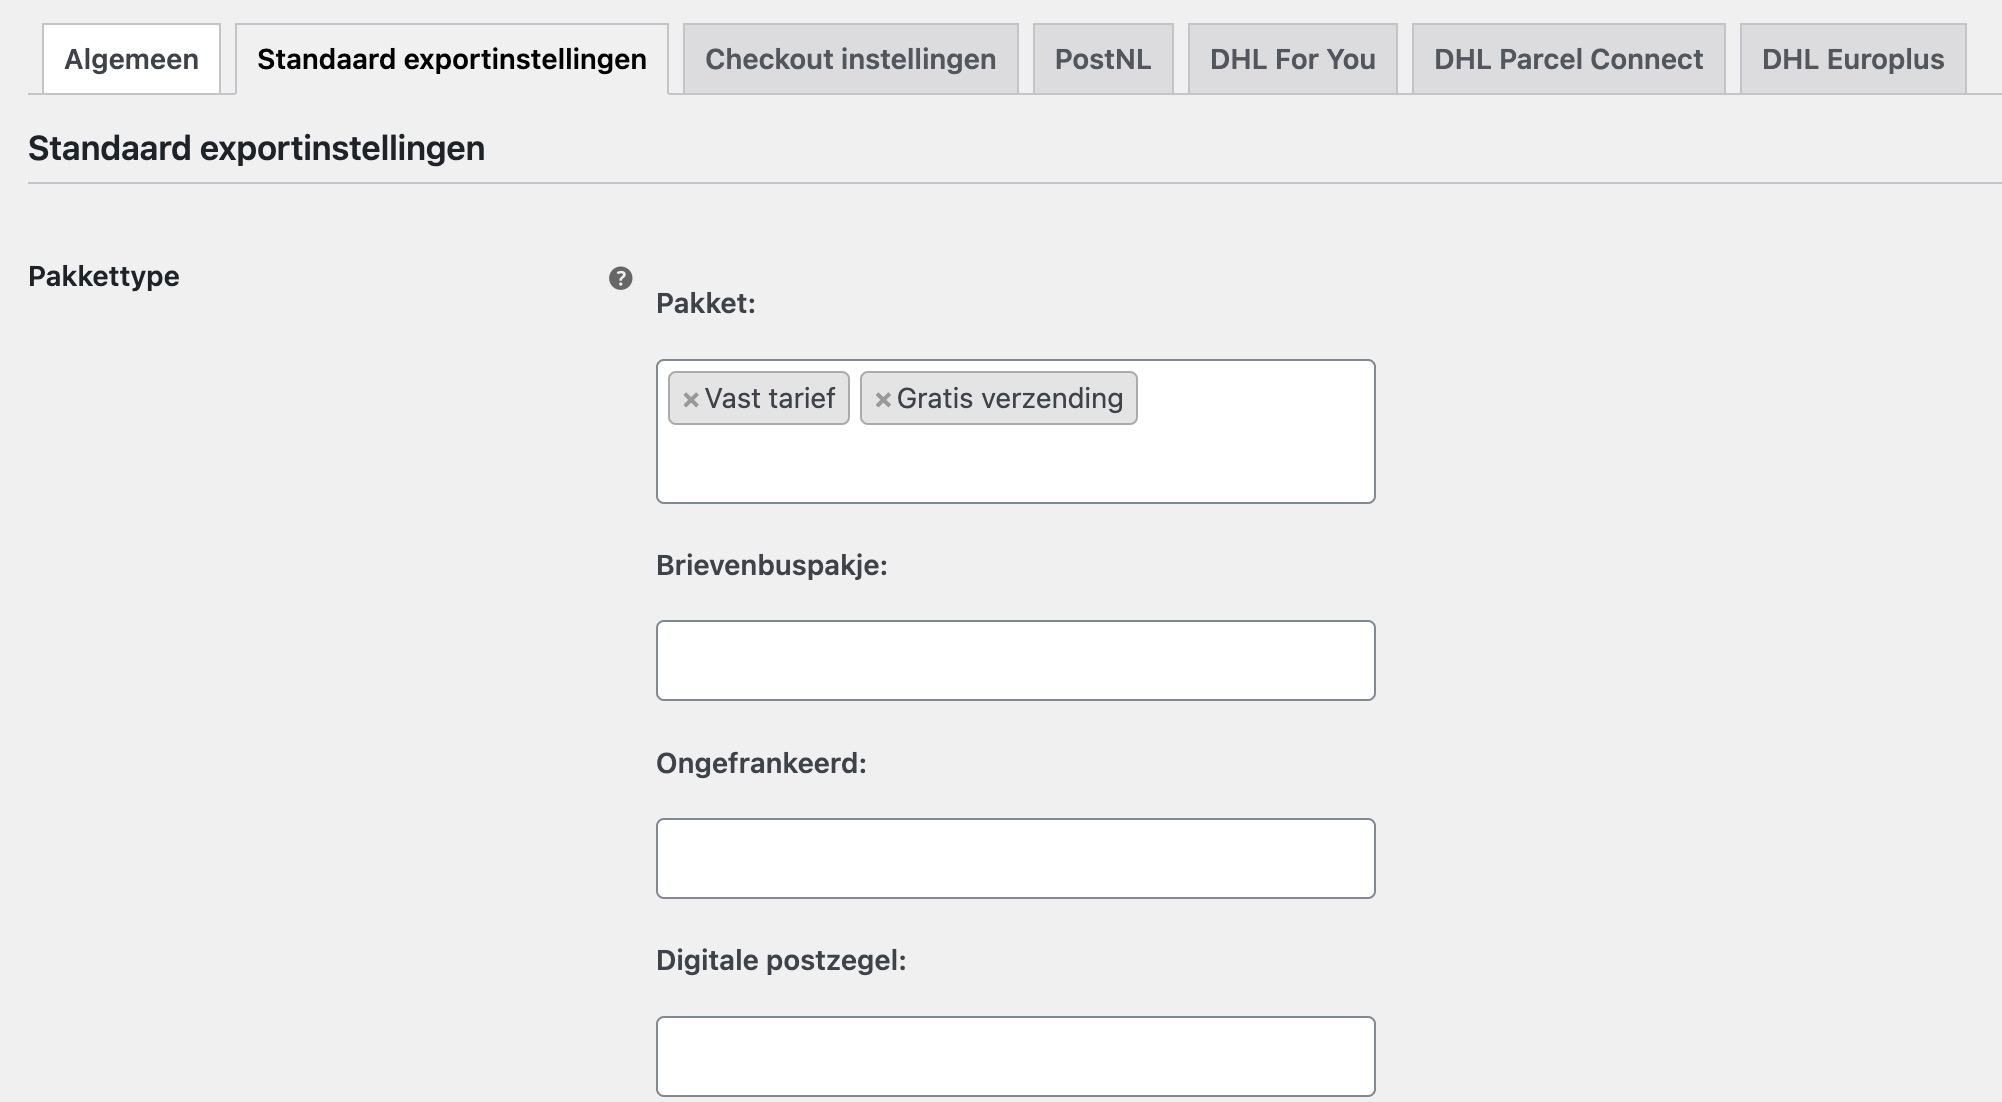 Algemeen
Standaard exportinstellingen
Checkout instellingen
PostNL
DHL For You
DHL Parcel Connect
DHL Europlus
Standaard exportinstellingen
Pakkettype
?
Pakket:
× Vast tarief × Gratis verzending
Brievenbuspakje:
Ongefrankeerd:
Digitale postzegel: